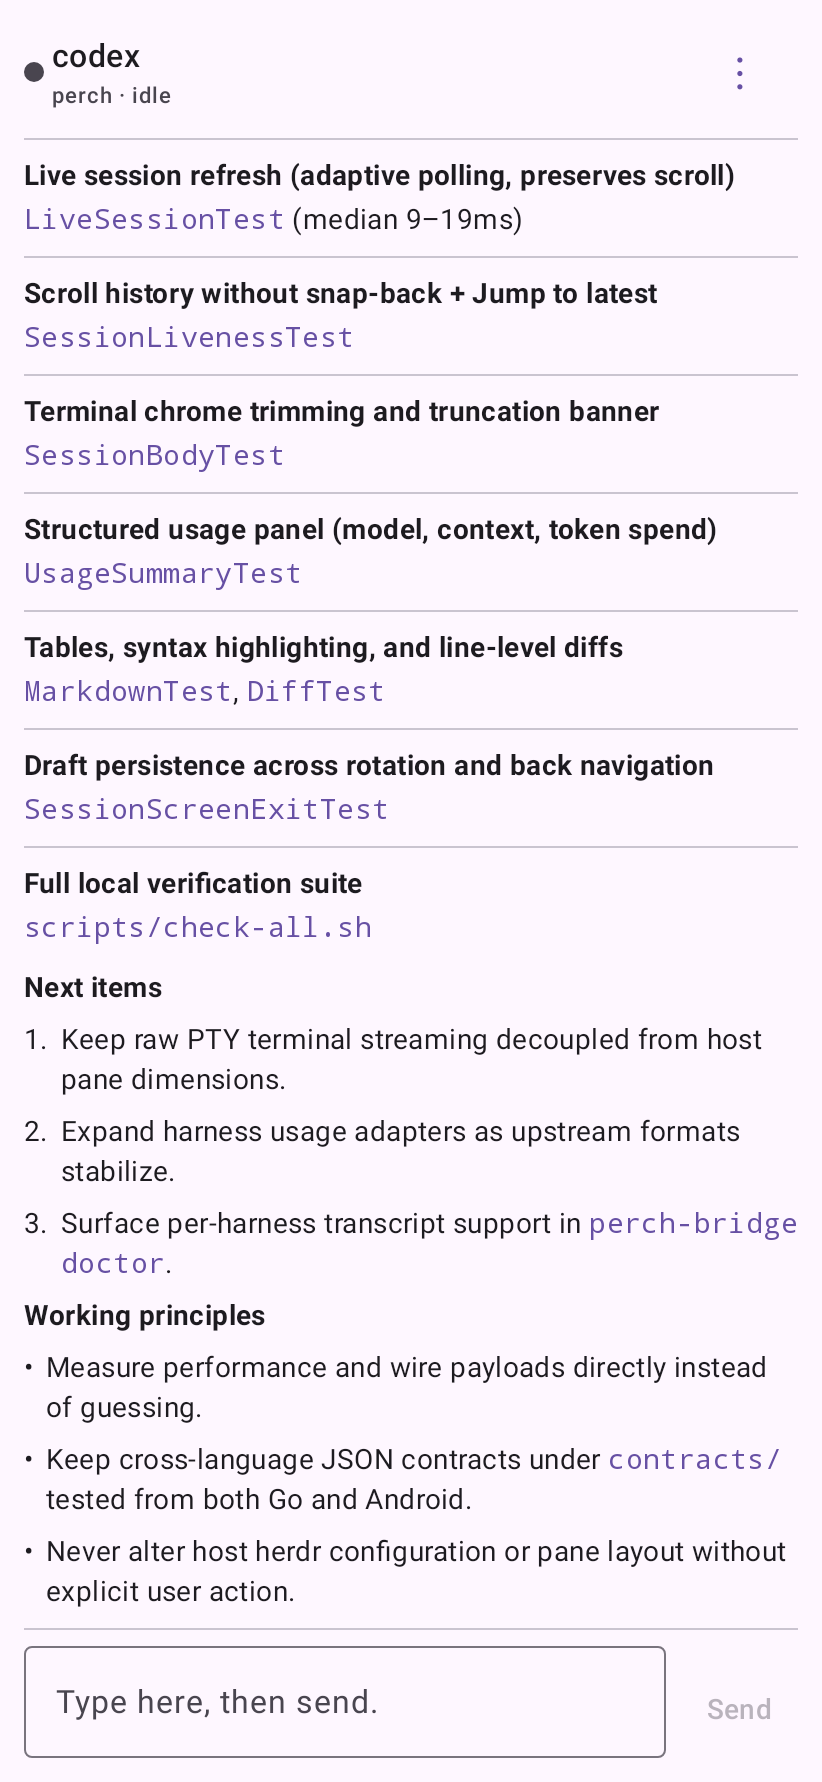 codex
perch · idle
Live session refresh (adaptive polling, preserves scroll)
LiveSessionTest (median 9–19ms)
Scroll history without snap-back + Jump to latest
SessionLivenessTest
Terminal chrome trimming and truncation banner
SessionBodyTest
Structured usage panel (model, context, token spend)
UsageSummaryTest
Tables, syntax highlighting, and line-level diffs
MarkdownTest, DiffTest
Draft persistence across rotation and back navigation
SessionScreenExitTest
Full local verification suite
scripts/check-all.sh
Next items
1. Keep raw PTY terminal streaming decoupled from host
pane dimensions.
2. Expand harness usage adapters as upstream formats
stabilize.
3. Surface per-harness transcript support in perch-bridge
doctor.
Working principles
• Measure performance and wire payloads directly instead
of guessing.
• Keep cross-language JSON contracts under contracts/
tested from both Go and Android.
• Never alter host herdr configuration or pane layout without
explicit user action.
Type here, then send.
Send